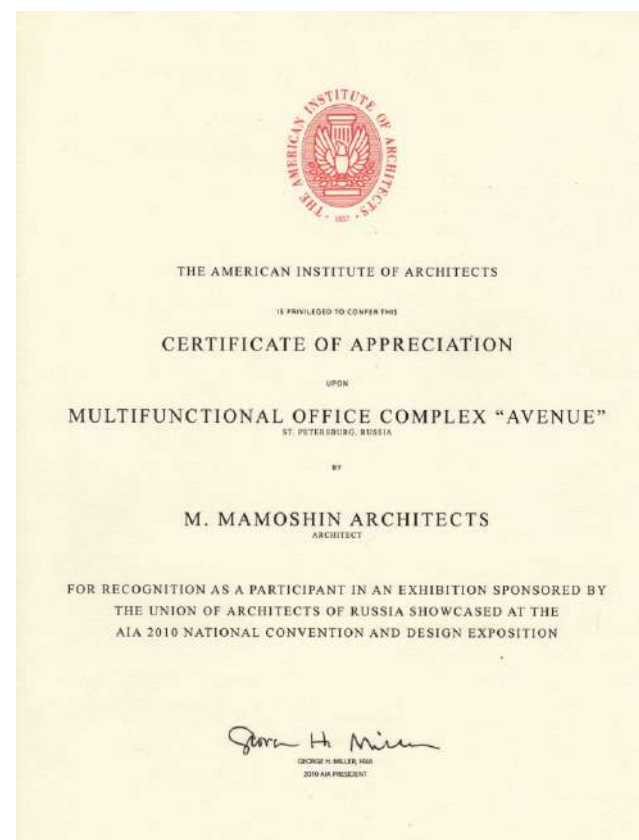 THE AMERICAN INSTITUTE OF ARCHITECTS
· 1857 ·
THE AMERICAN INSTITUTE OF ARCHITECTS
IS PRIVILEGED TO CONFER THIS
CERTIFICATE OF APPRECIATION
UPON
MULTIFUNCTIONAL OFFICE COMPLEX “AVENUE”
ST. PETERSBURG, RUSSIA
BY
M. MAMOSHIN ARCHITECTS
ARCHITECT
FOR RECOGNITION AS A PARTICIPANT IN AN EXHIBITION SPONSORED BY
THE UNION OF ARCHITECTS OF RUSSIA SHOWCASED AT THE
AIA 2010 NATIONAL CONVENTION AND DESIGN EXPOSITION
George H. Miller
GEORGE H. MILLER, FAIA
2010 AIA PRESIDENT